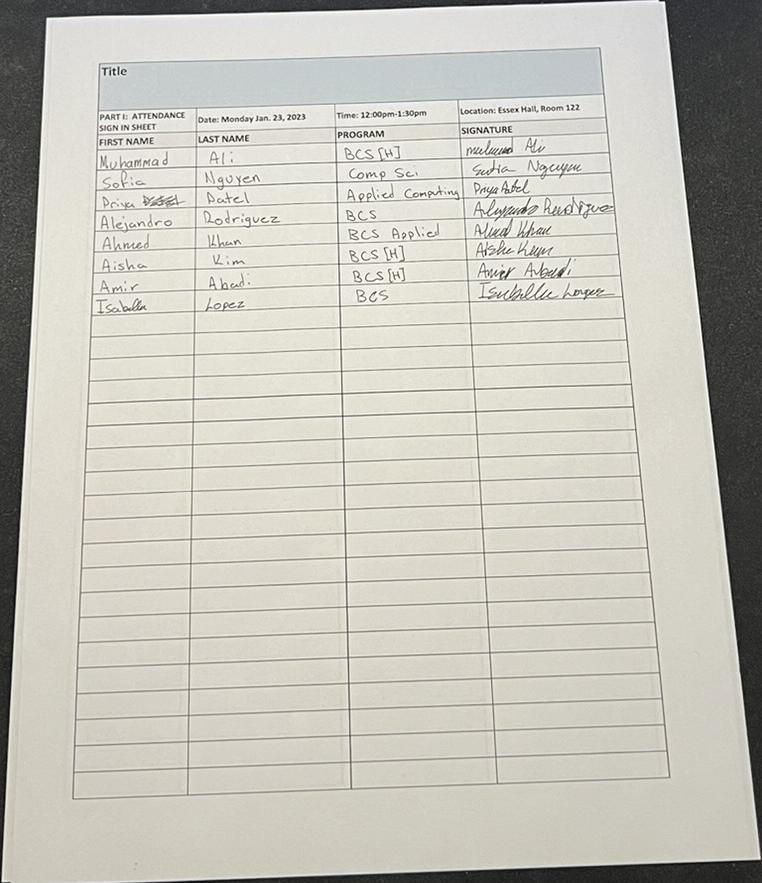 Title
PART I: ATTENDANCE SIGN IN SHEET Date: Monday Jan. 23, 2023 Time: 12:00pm-1:30pm Location: Essex Hall, Room 122
FIRST NAME LAST NAME PROGRAM SIGNATURE
Muhammad Ali BCS [H] Ali
Sofia Nguyen Comp Sci Sofia Nguyen
Priya Patel Applied Computing Priya Patel
Alejandro Rodriguez BCS Alejandro Rodriguez
Ahmed Khan BCS Applied Ahmed Khan
Aisha Kim BCS [H] Aisha Kim
Amir Abadi BCS [H] Amir Abadi
Isabella Lopez BCS Isabella Lopez